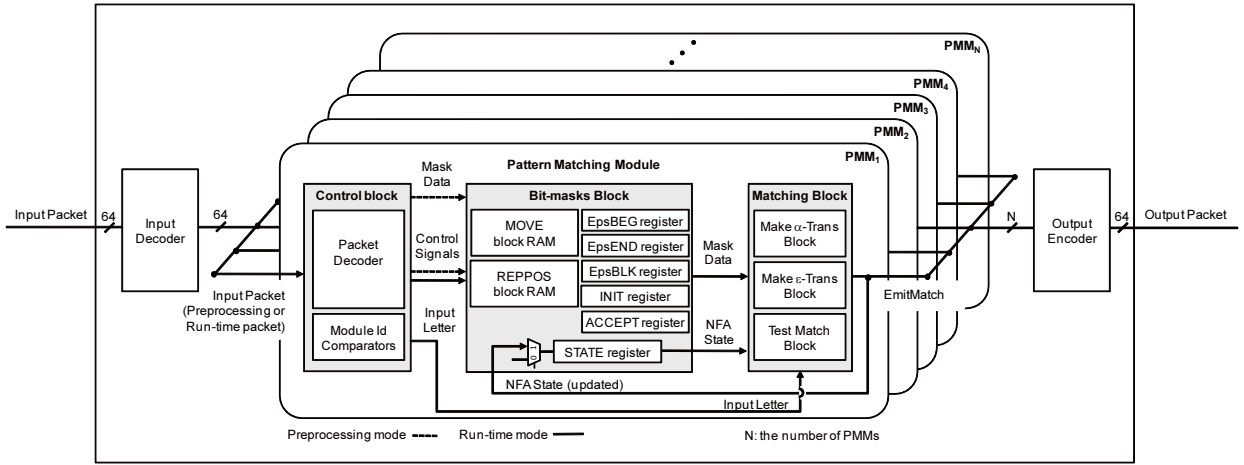 PMMN
PMM4
PMM3
PMM2
PMM1
Pattern Matching Module
Input Packet
64
Input
Decoder
64
Input Packet
(Preprocessing or
Run-time packet)
Control block
Packet
Decoder
Module Id
Comparators
Mask
Data
Control
Signals
Input
Letter
Bit-masks Block
MOVE
block RAM
REPPOS
block RAM
EpsBEG register
EpsEND register
EpsBLK register
INIT register
ACCEPT register
0 1
STATE register
NFA State (updated)
Mask
Data
NFA
State
Input Letter
Matching Block
Make α-Trans
Block
Make ε-Trans
Block
Test Match
Block
EmitMatch
N
Output
Encoder
64
Output Packet
Preprocessing mode
Run-time mode
N: the number of PMMs